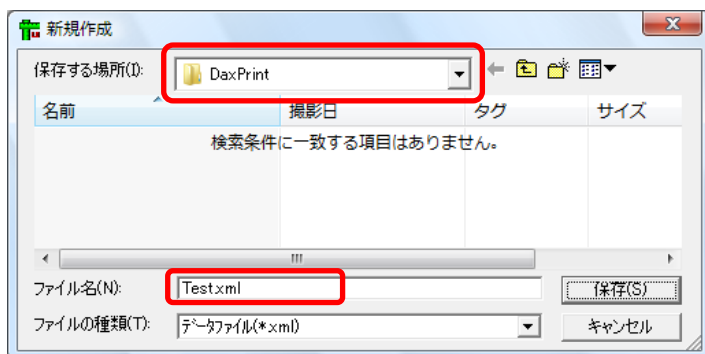 新規作成
保存する場所(I): DaxPrint
名前 撮影日 タグ サイズ
検索条件に一致する項目はありません。
ファイル名(N): Test.xml 保存(S)
ファイルの種類(T): データファイル(*.xml) キャンセル